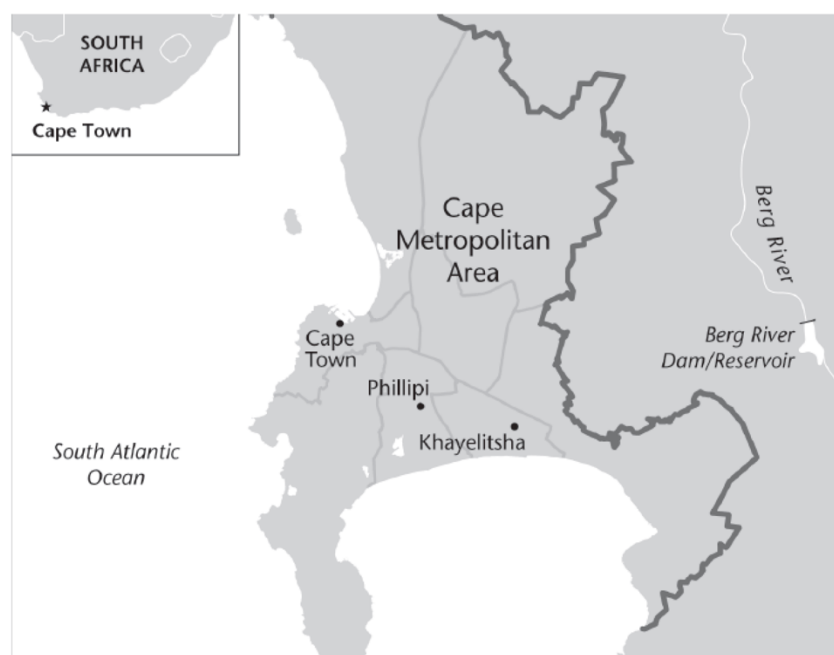 SOUTH
AFRICA
Cape Town
Cape
Metropolitan
Area
Berg River
Cape
Town
Berg River
Dam/Reservoir
Phillipi
Khayelitsha
South Atlantic
Ocean